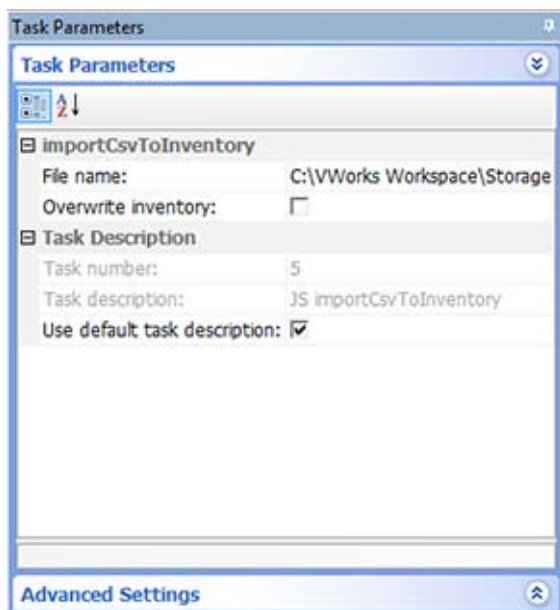 Task Parameters
Task Parameters
A
Z
importCsvToInventory
File name: C:\VWorks Workspace\Storage
Overwrite inventory:
Task Description
Task number: 5
Task description: JS importCsvToInventory
Use default task description:
Advanced Settings